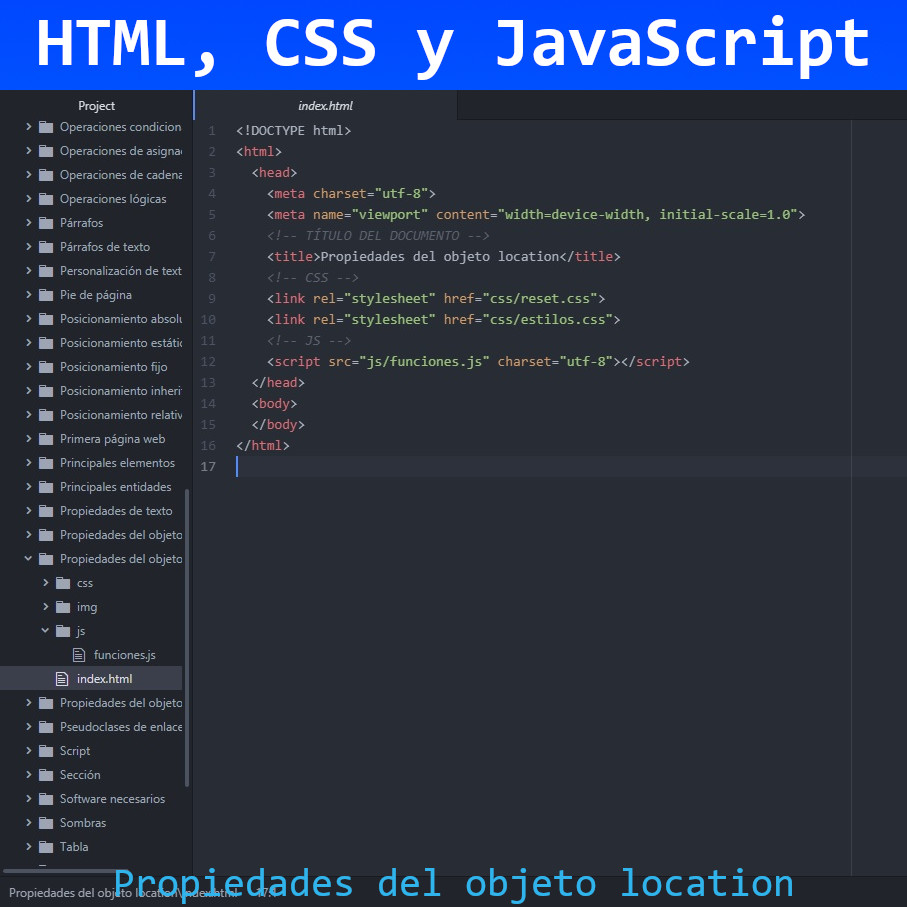 HTML, CSS y JavaScript
Project
index.html
Operaciones condicion
Operaciones de asigna
Operaciones de cadena
Operaciones lógicas
Párrafos
Párrafos de texto
Personalización de text
Pie de página
Posicionamiento absolu
Posicionamiento estátic
Posicionamiento fijo
Posicionamiento inheri
Posicionamiento relativ
Primera página web
Principales elementos
Principales entidades
Propiedades de texto
Propiedades del objeto
Propiedades del objeto
css
img
js
funciones.js
index.html
Propiedades del objeto
Pseudoclases de enlace
Script
Sección
Software necesarios
Sombras
Tabla
1 <!DOCTYPE html>
2 <html>
3 <head>
4 <meta charset="utf-8">
5 <meta name="viewport" content="width=device-width, initial-scale=1.0">
6 <!-- TÍTULO DEL DOCUMENTO -->
7 <title>Propiedades del objeto location</title>
8 <!-- CSS -->
9 <link rel="stylesheet" href="css/reset.css">
10 <link rel="stylesheet" href="css/estilos.css">
11 <!-- JS -->
12 <script src="js/funciones.js" charset="utf-8"></script>
13 </head>
14 <body>
15 </body>
16 </html>
17
Propiedades del objeto location\index.html
Propiedades del objeto location